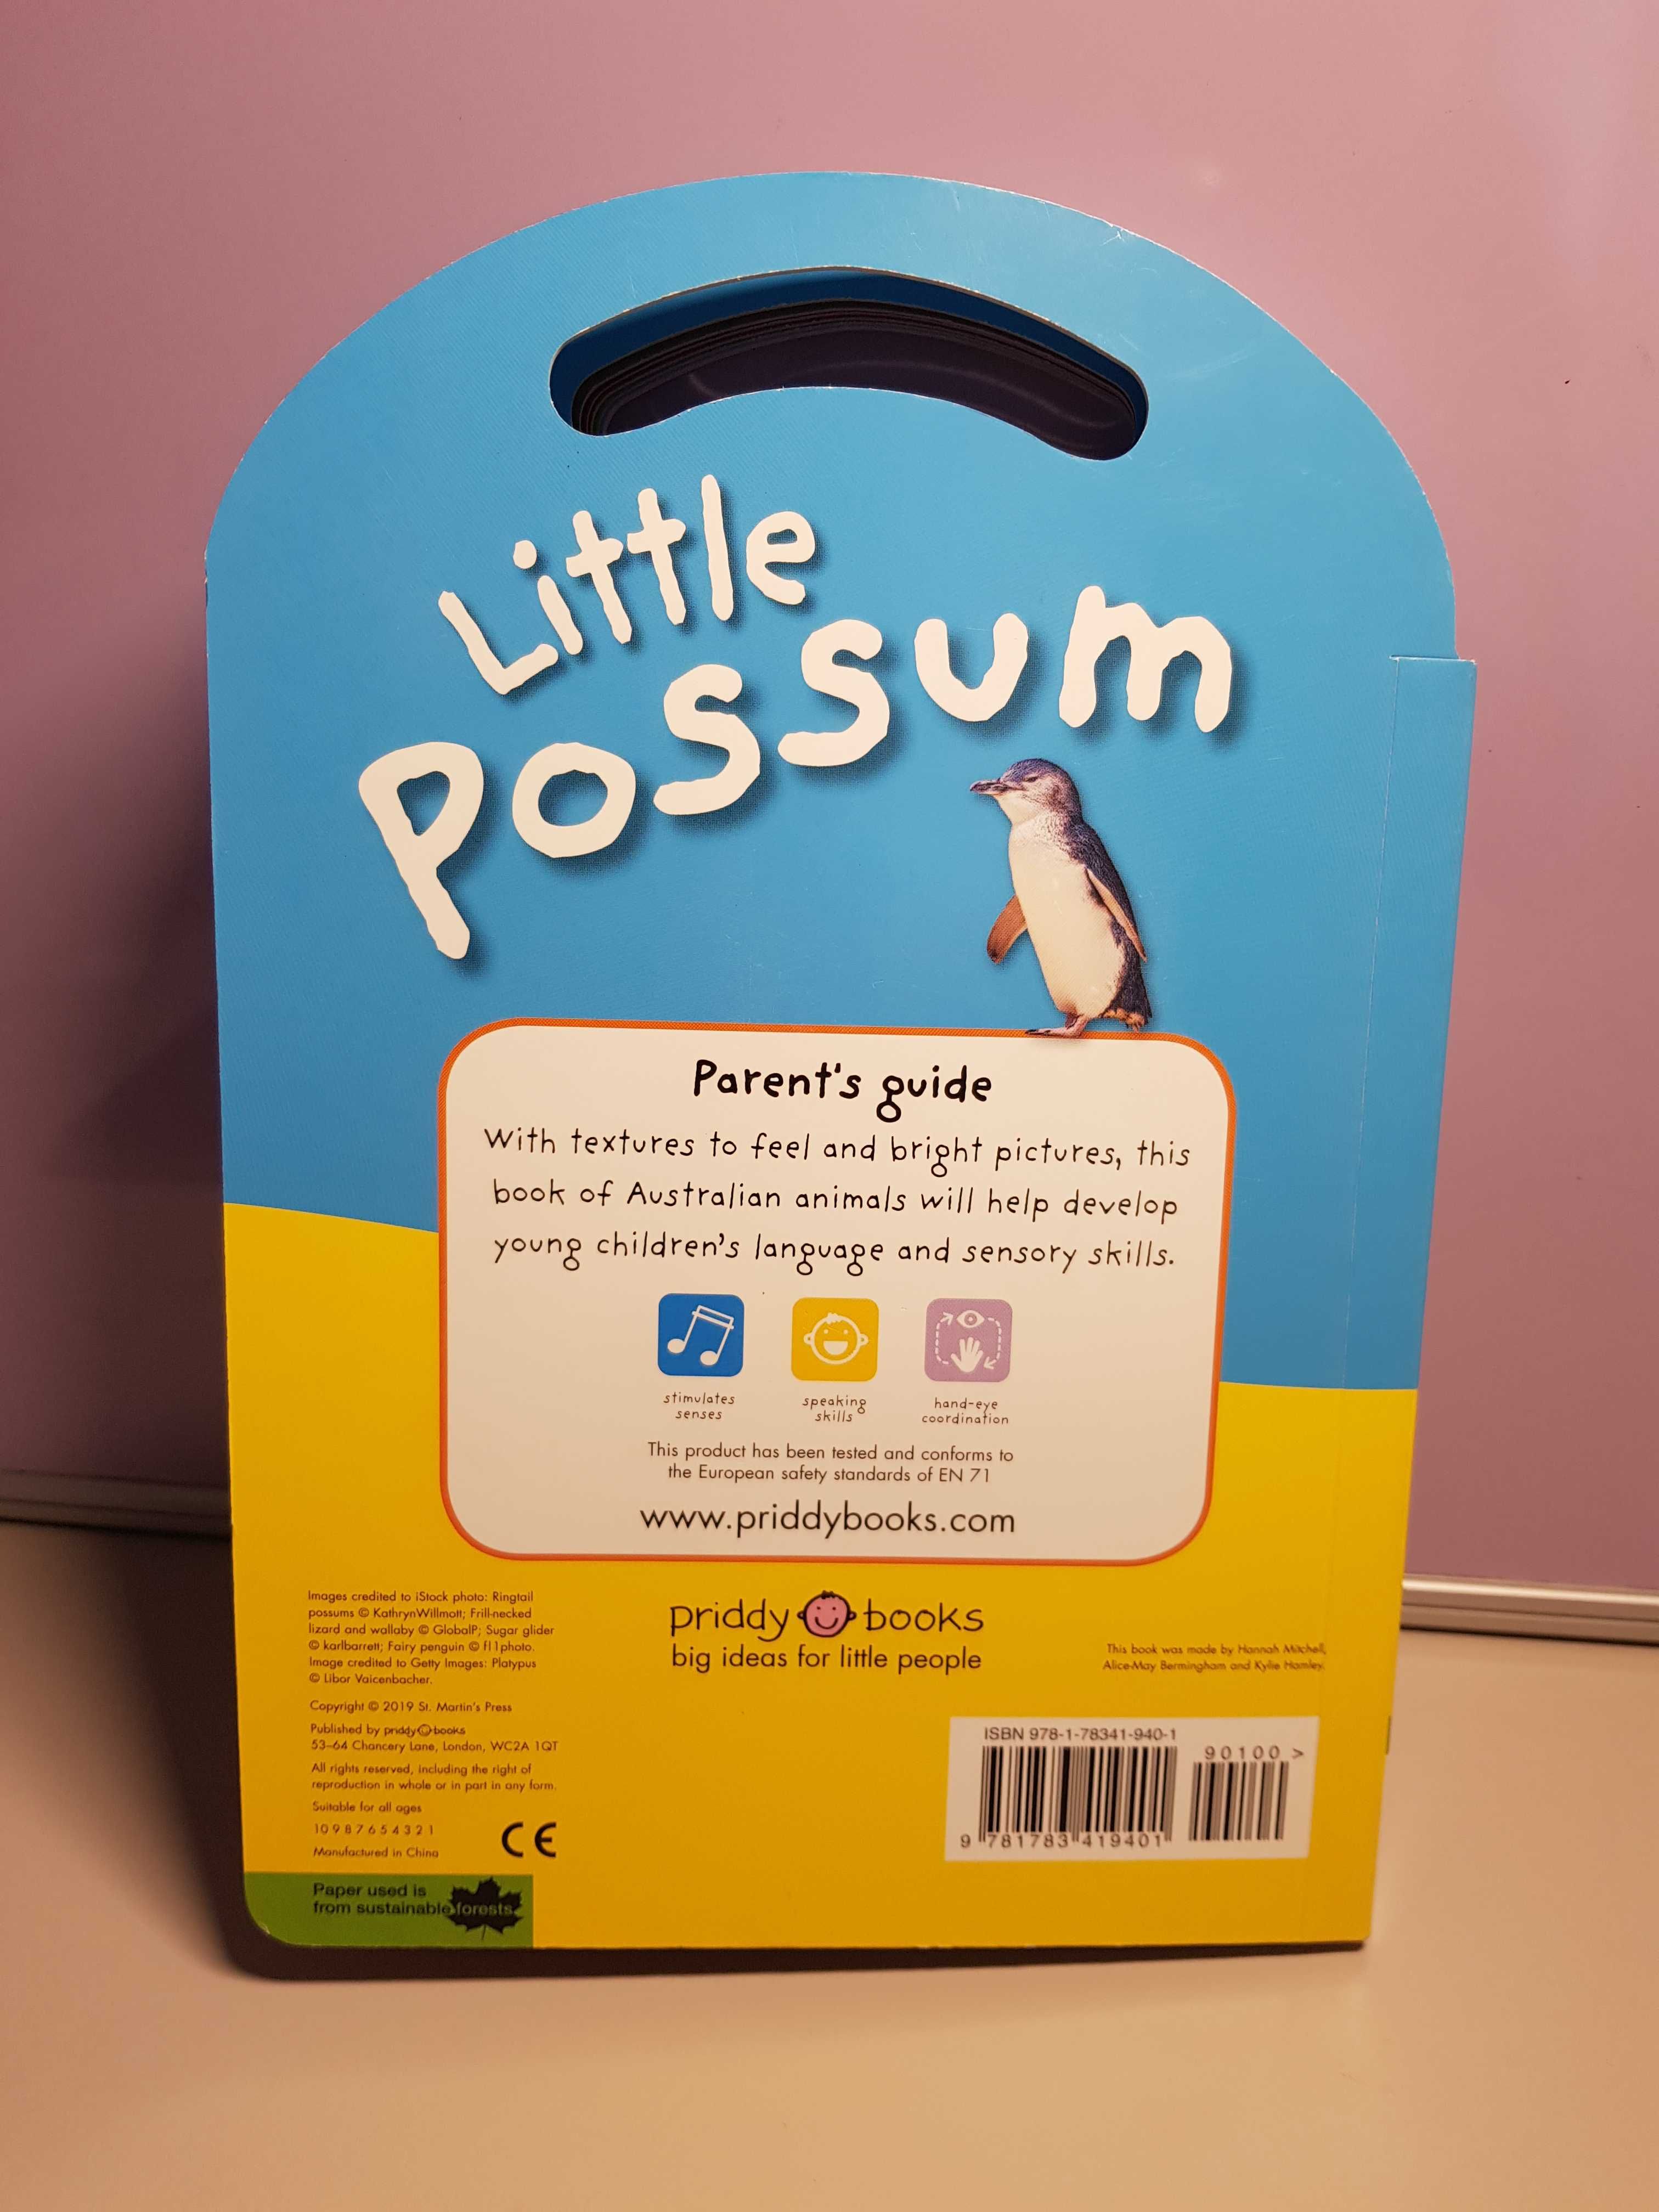 Little
Possum
Parent's guide
With textures to feel and bright pictures, this
book of Australian animals will help develop
young children's language and sensory skills.
stimulates
senses
speaking
skills
hand-eye
coordination
This product has been tested and conforms to
the European safety standards of EN 71
www.priddybooks.com
Images credited to iStock photo: Ringtail
possums © KathrynWillmott; Frill-necked
lizard and wallaby © GlobalP; Sugar glider
© karlbarrett; Fairy penguin © f11photo.
Image credited to Getty Images: Platypus
© Libor Vaicenbacher.
Copyright © 2019 St. Martin's Press
Published by priddy books
53–64 Chancery Lane, London, WC2A 1QT
All rights reserved, including the right of
reproduction in whole or in part in any form.
Suitable for all ages
10 9 8 7 6 5 4 3 2 1
Manufactured in China
CE
Paper used is
from sustainable forests
priddy books
big ideas for little people
This book was made by Hannah Mitchell,
Alice-May Bermingham and Kylie Hamley.
ISBN 978-1-78341-940-1
90100 >
9 781783 419401